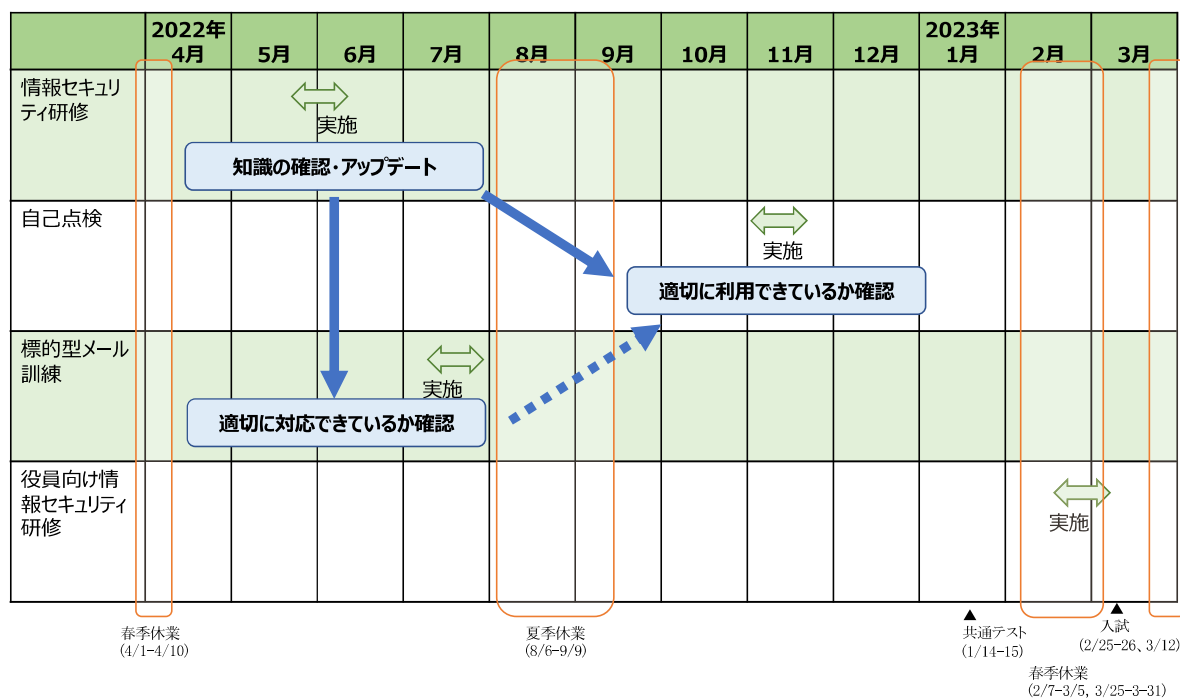 2022年
4月 5月 6月 7月 8月 9月 10月 11月 12月
2023年
1月 2月 3月
情報セキュリ
ティ研修
実施
知識の確認・アップデート
自己点検
実施
適切に利用できているか確認
標的型メール
訓練
実施
適切に対応できているか確認
役員向け情
報セキュリティ
研修
実施
春季休業
(4/1-4/10)
夏季休業
(8/6-9/9)
共通テスト
(1/14-15)
入試
(2/25-26、3/12)
春季休業
(2/7-3/5, 3/25-3-31)